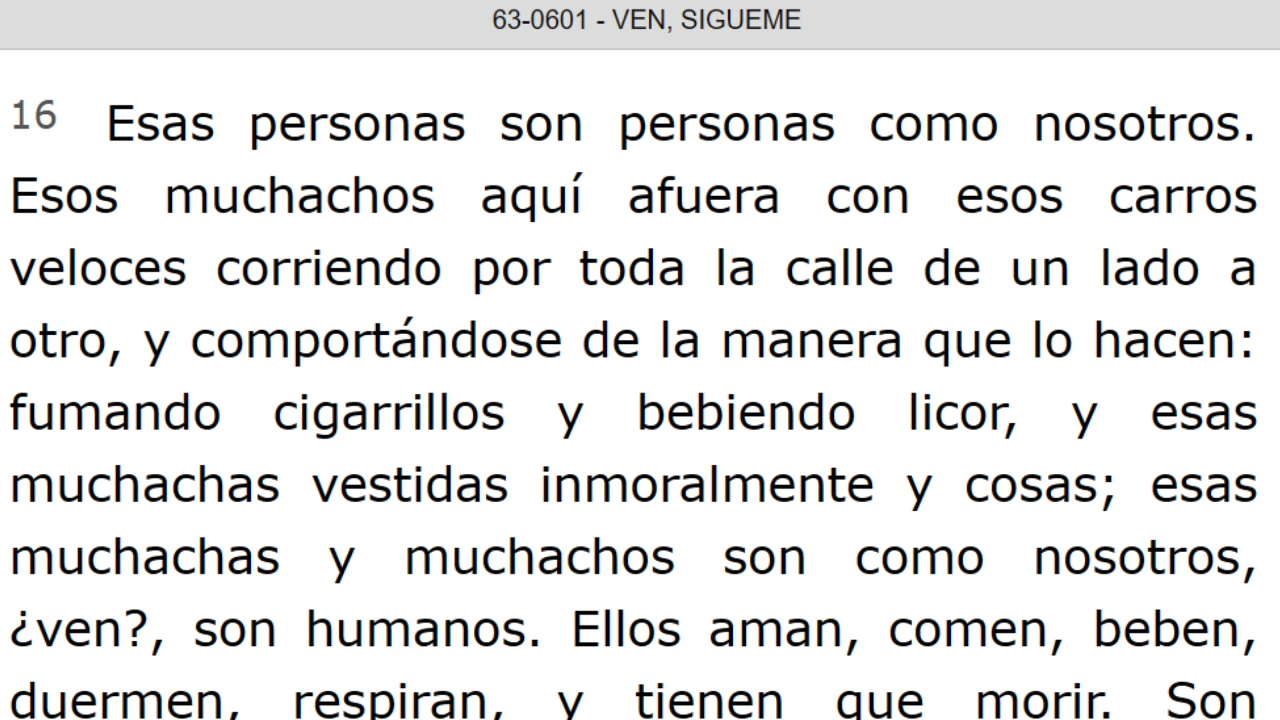 63-0601 - VEN, SIGUEME
16 Esas personas son personas como nosotros.
Esos muchachos aquí afuera con esos carros
veloces corriendo por toda la calle de un lado a
otro, y comportándose de la manera que lo hacen:
fumando cigarrillos y bebiendo licor, y esas
muchachas vestidas inmoralmente y cosas; esas
muchachas y muchachos son como nosotros,
¿ven?, son humanos. Ellos aman, comen, beben,
duermen, respiran, y tienen que morir. Son